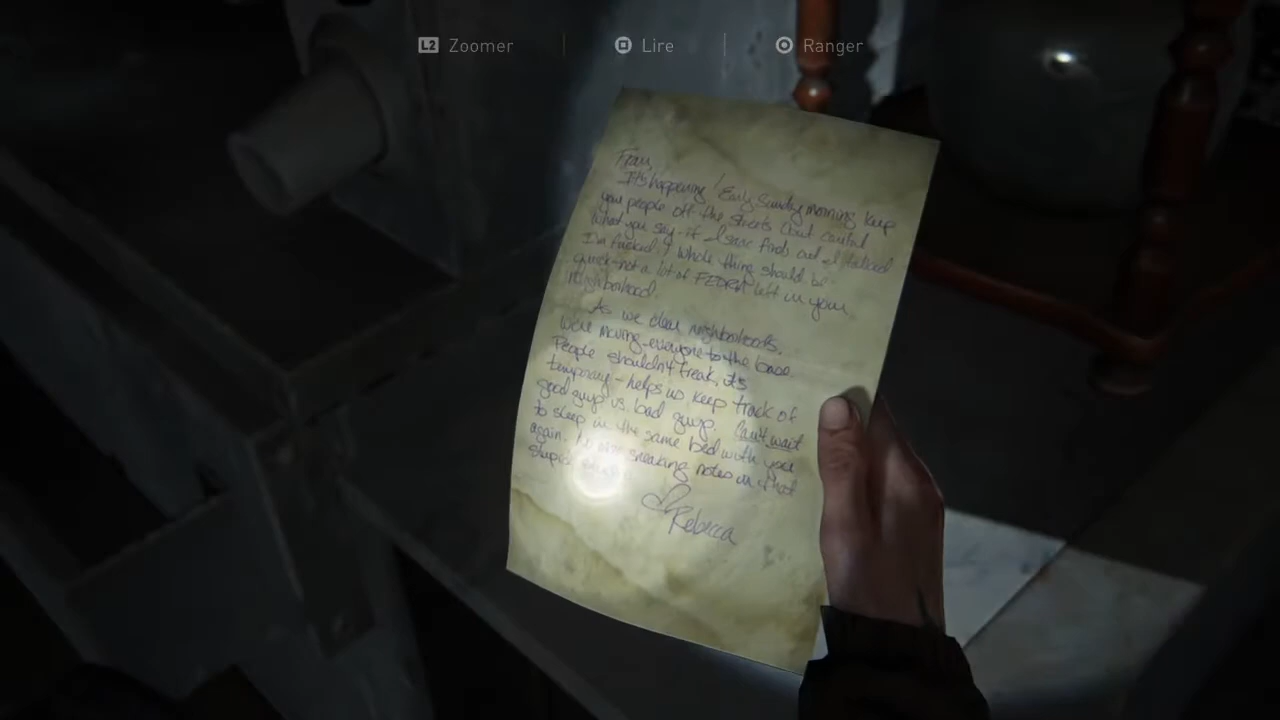 L2 Zoomer
Lire
Ranger
Fran,
It's happening! Early Sunday morning keep
your people off the streets and careful
what you say - if Isaac finds out I talked
I'm fucked. Whole thing should be
quick - not a lot of FEDRA left in your
neighborhood.
As we clear neighborhoods,
we're moving everyone to the base.
People shouldn't freak, it's
temporary - helps us keep track of
good guys vs. bad guys. Can't wait
to sleep in the same bed with you
again. No more sneaking notes in that
stupid
Rebecca